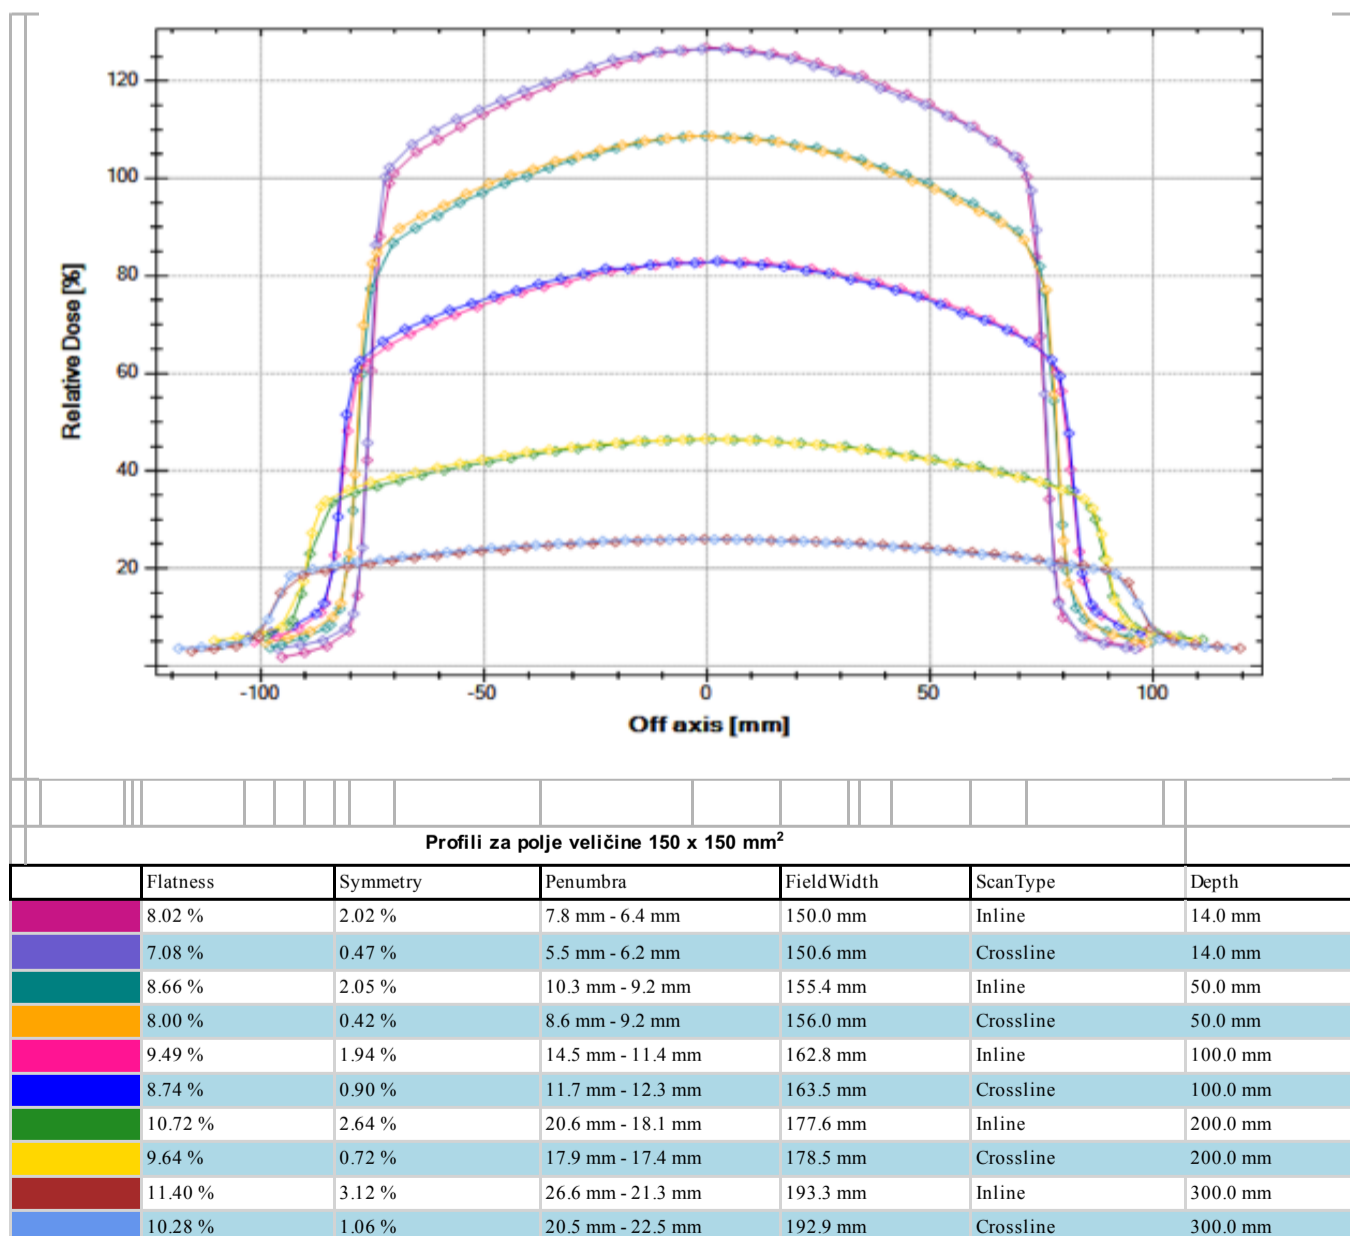 120
100
80
60
40
20
Relative Dose [%]
-100 -50 0 50 100
Off axis [mm]
Profili za polje veličine 150 x 150 mm²
Flatness Symmetry Penumbra FieldWidth ScanType Depth
8.02 % 2.02 % 7.8 mm - 6.4 mm 150.0 mm Inline 14.0 mm
7.08 % 0.47 % 5.5 mm - 6.2 mm 150.6 mm Crossline 14.0 mm
8.66 % 2.05 % 10.3 mm - 9.2 mm 155.4 mm Inline 50.0 mm
8.00 % 0.42 % 8.6 mm - 9.2 mm 156.0 mm Crossline 50.0 mm
9.49 % 1.94 % 14.5 mm - 11.4 mm 162.8 mm Inline 100.0 mm
8.74 % 0.90 % 11.7 mm - 12.3 mm 163.5 mm Crossline 100.0 mm
10.72 % 2.64 % 20.6 mm - 18.1 mm 177.6 mm Inline 200.0 mm
9.64 % 0.72 % 17.9 mm - 17.4 mm 178.5 mm Crossline 200.0 mm
11.40 % 3.12 % 26.6 mm - 21.3 mm 193.3 mm Inline 300.0 mm
10.28 % 1.06 % 20.5 mm - 22.5 mm 192.9 mm Crossline 300.0 mm